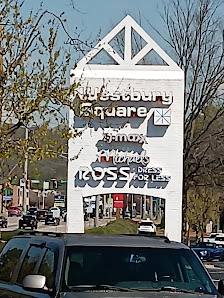 Westbury
Square
T·J·maxx
Michaels
ROSS DRESS
FOR LESS